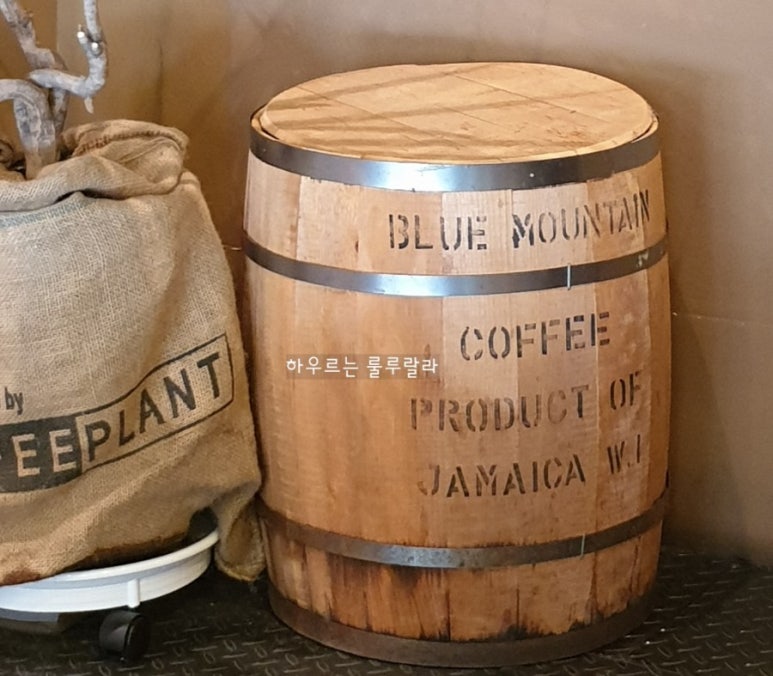 BLUE MOUNTAIN
COFFEE
PRODUCT OF
JAMAICA W.I
하우르는 룰루랄라
by
EEPLANT